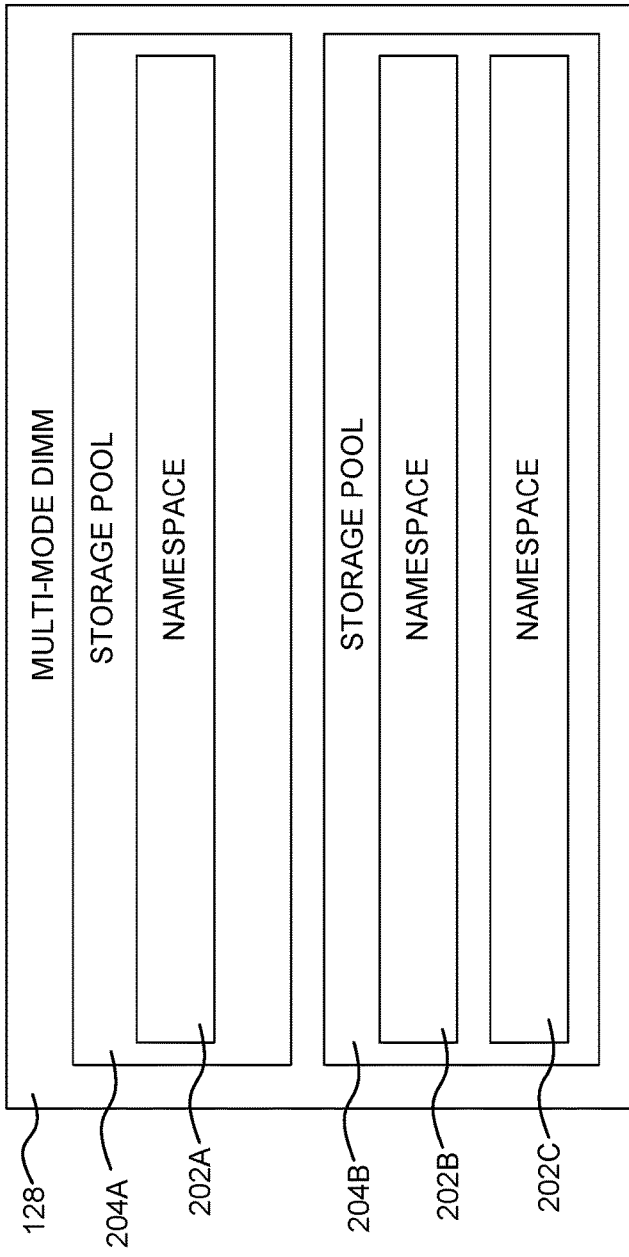 128
MULTI-MODE DIMM
204A
STORAGE POOL
202A
NAMESPACE
204B
STORAGE POOL
202B
NAMESPACE
202C
NAMESPACE